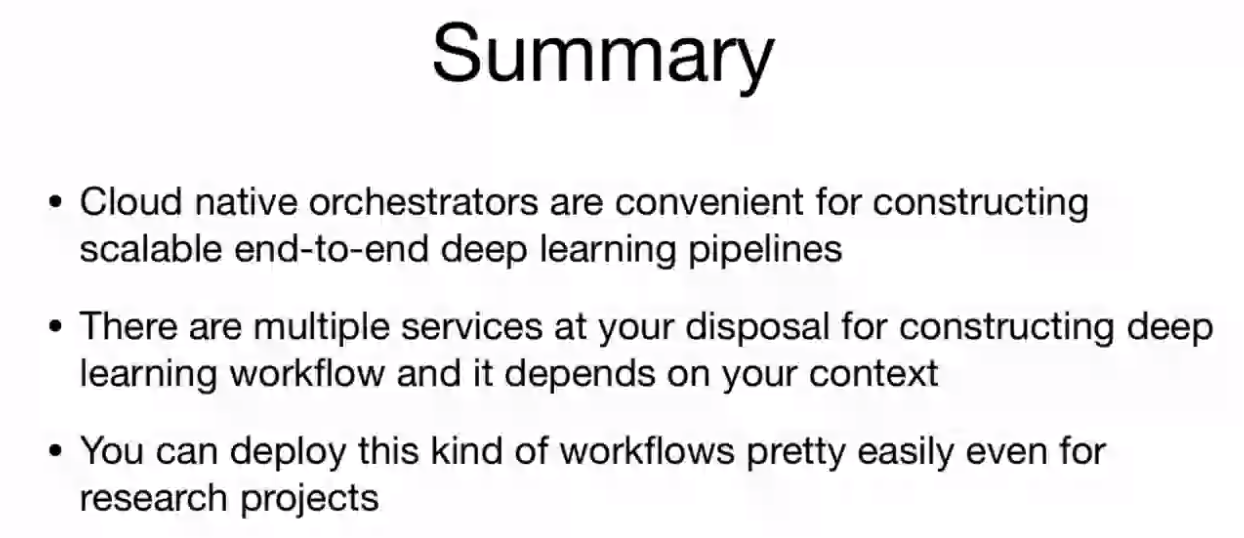 Summary
• Cloud native orchestrators are convenient for constructing
scalable end-to-end deep learning pipelines
• There are multiple services at your disposal for constructing deep
learning workflow and it depends on your context
• You can deploy this kind of workflows pretty easily even for
research projects